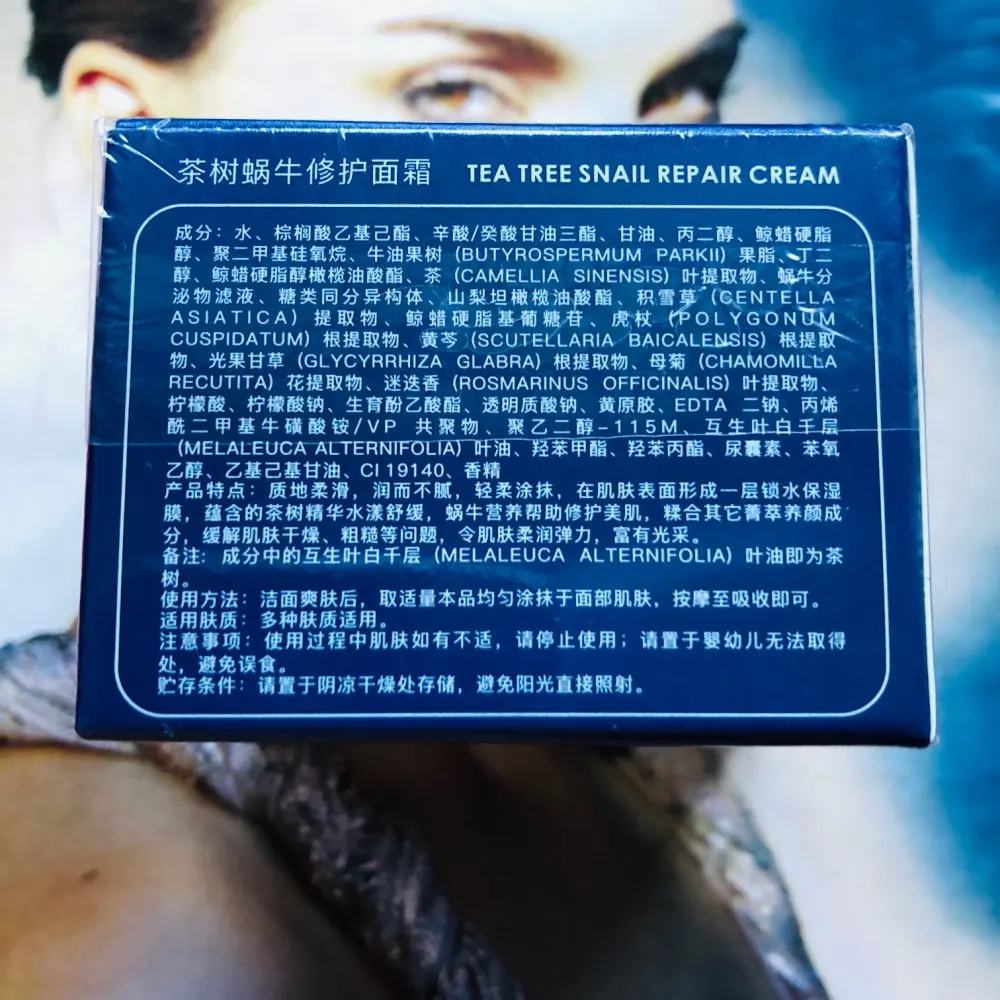 茶树蜗牛修护面霜 TEA TREE SNAIL REPAIR CREAM
成分：水、棕榈酸乙基己酯、辛酸/癸酸甘油三酯、甘油、丙二醇、鲸蜡硬脂
醇、聚二甲基硅氧烷、牛油果树（BUTYROSPERMUM PARKII）果脂、丁二
醇、鲸蜡硬脂醇橄榄油酸酯、茶（CAMELLIA SINENSIS）叶提取物、蜗牛分
泌物滤液、糖类同分异构体、山梨坦橄榄油酸酯、积雪草（CENTELLA
ASIATICA）提取物、鲸蜡硬脂基葡糖苷、虎杖（POLYGONUM
CUSPIDATUM）根提取物、黄芩（SCUTELLARIA BAICALENSIS）根提取
物、光果甘草（GLYCYRRHIZA GLABRA）根提取物、母菊（CHAMOMILLA
RECUTITA）花提取物、迷迭香（ROSMARINUS OFFICINALIS）叶提取物、
柠檬酸、柠檬酸钠、生育酚乙酸酯、透明质酸钠、黄原胶、EDTA 二钠、丙烯
酰二甲基牛磺酸铵/VP 共聚物、聚乙二醇-115M、互生叶白千层
（MELALEUCA ALTERNIFOLIA）叶油、羟苯甲酯、羟苯丙酯、尿囊素、苯氧
乙醇、乙基己基甘油、CI 19140、香精
产品特点：质地柔滑，润而不腻，轻柔涂抹，在肌肤表面形成一层锁水保湿
膜，蕴含的茶树精华水漾舒缓，蜗牛营养帮助修护美肌，糅合其它菁萃养颜成
分，缓解肌肤干燥、粗糙等问题，令肌肤柔润弹力，富有光采。
备注：成分中的互生叶白千层（MELALEUCA ALTERNIFOLIA）叶油即为茶
树。
使用方法：洁面爽肤后，取适量本品均匀涂抹于面部肌肤，按摩至吸收即可。
适用肤质：多种肤质适用。
注意事项：使用过程中肌肤如有不适，请停止使用；请置于婴幼儿无法取得
处，避免误食。
贮存条件：请置于阴凉干燥处存储，避免阳光直接照射。